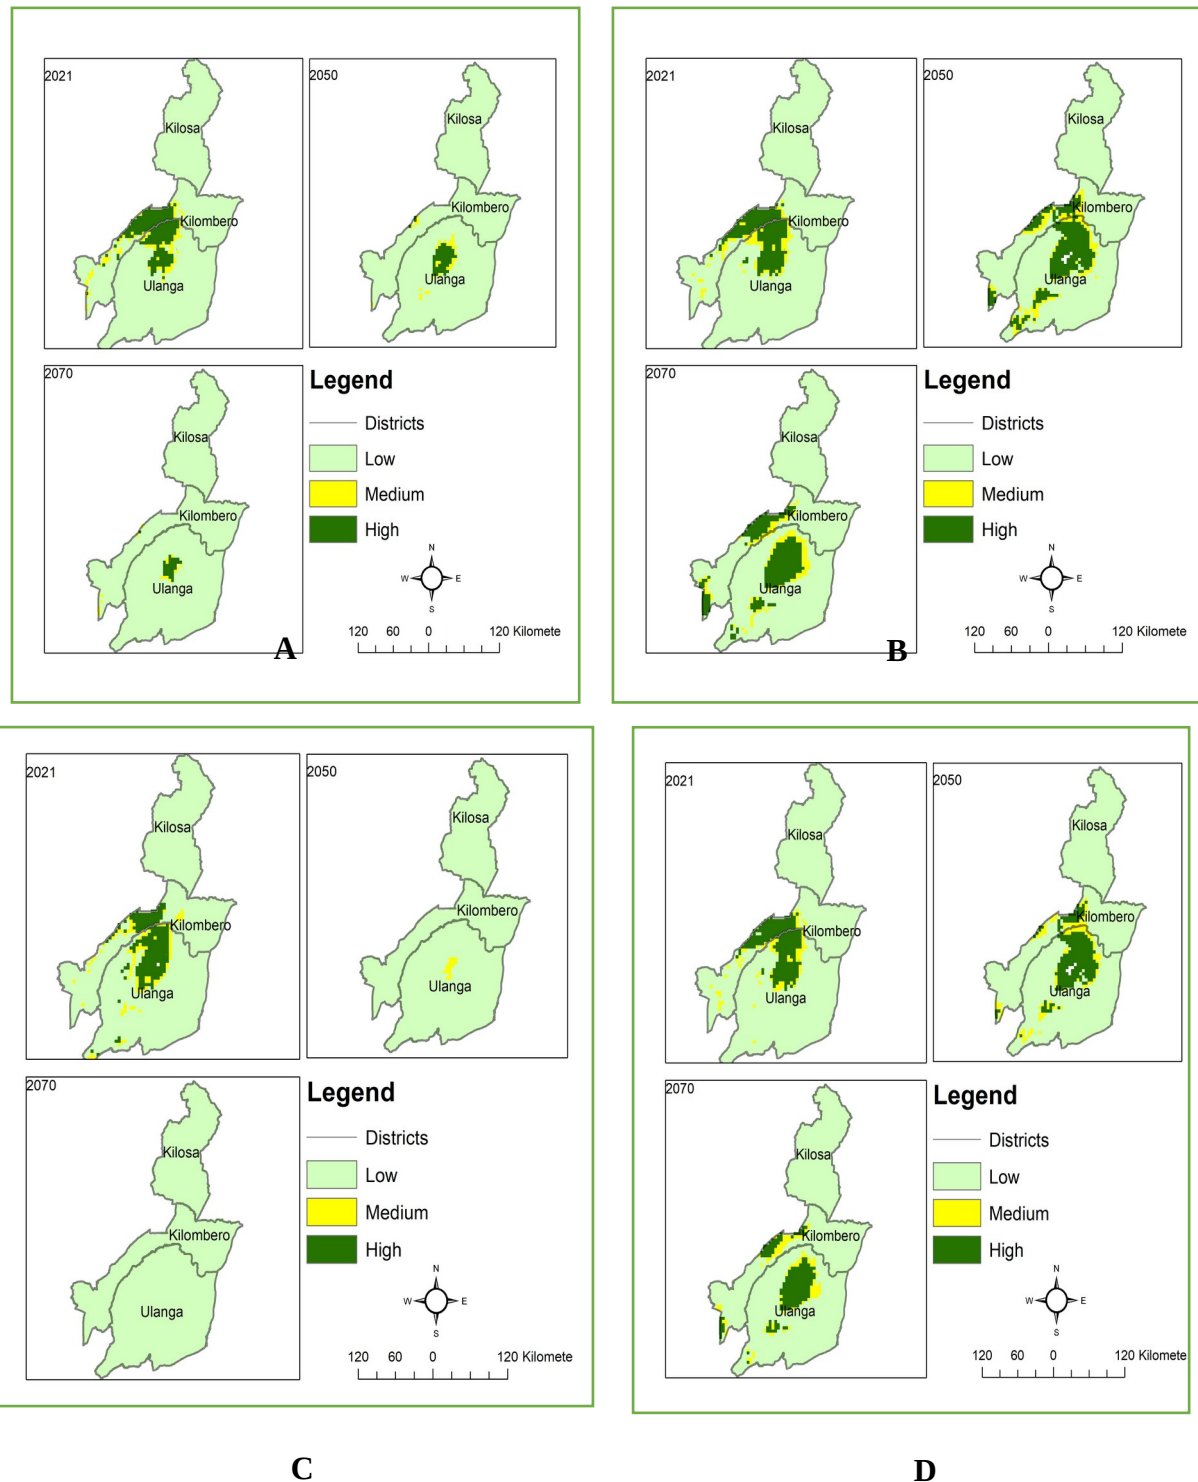 2021
Kilosa
Kilombero
Ulanga
2050
Kilosa
Kilombero
Ulanga
2070
Kilosa
Kilombero
Ulanga
Legend
Districts
Low
Medium
High
N
W E
S
120 60 0 120 Kilomete
A
2021
Kilosa
Kilombero
Ulanga
2050
Kilosa
Kilombero
Ulanga
2070
Kilosa
Kilombero
Ulanga
Legend
Districts
Low
Medium
High
N
W E
S
120 60 0 120 Kilomete
B
2021
Kilosa
Kilombero
Ulanga
2050
Kilosa
Kilombero
Ulanga
2070
Kilosa
Kilombero
Ulanga
Legend
Districts
Low
Medium
High
N
W E
S
120 60 0 120 Kilomete
C
2021
Kilosa
Kilombero
Ulanga
2050
Kilosa
Kilombero
Ulanga
2070
Kilosa
Kilombero
Ulanga
Legend
Districts
Low
Medium
High
N
W E
S
120 60 0 120 Kilomete
D